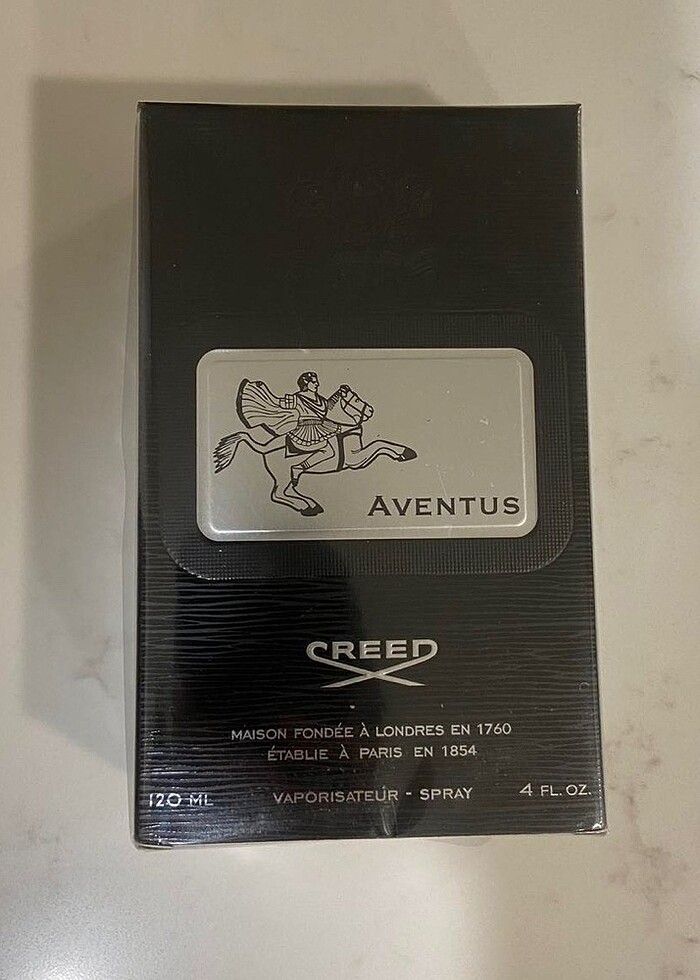 AVENTUS
CREED
MAISON FONDÉE À LONDRES EN 1760
ÉTABLIE À PARIS EN 1854
120 ML VAPORISATEUR - SPRAY 4 FL. OZ.